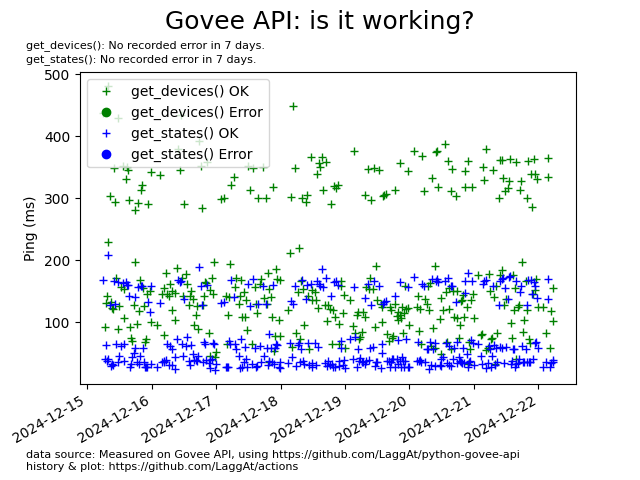 Govee API: is it working?
get_devices(): No recorded error in 7 days.
get_states(): No recorded error in 7 days.
get_devices() OK
get_devices() Error
get_states() OK
get_states() Error
Ping (ms)
500
400
300
200
100
2024-12-15
2024-12-16
2024-12-17
2024-12-18
2024-12-19
2024-12-20
2024-12-21
2024-12-22
data source: Measured on Govee API, using https://github.com/LaggAt/python-govee-api
history & plot: https://github.com/LaggAt/actions